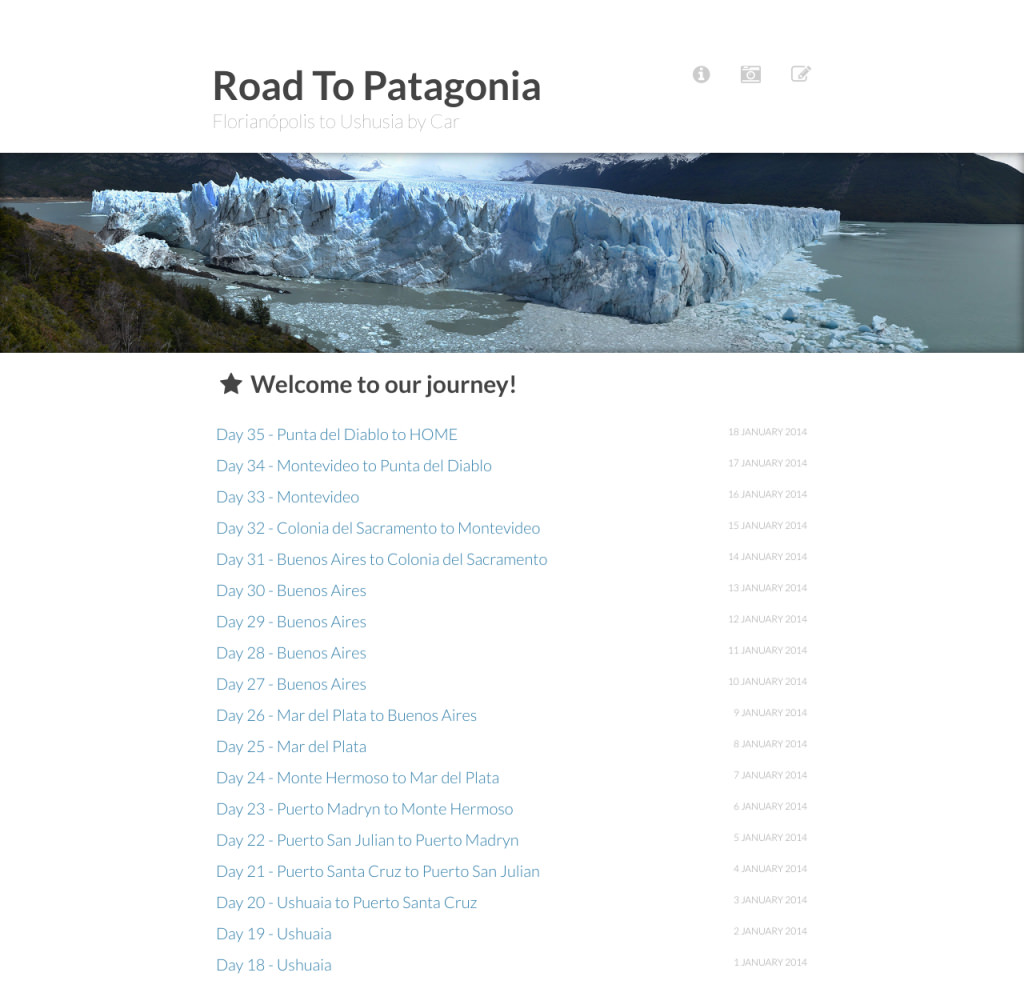 Road To Patagonia
Florianópolis to Ushusia by Car
Welcome to our journey!
Day 35 - Punta del Diablo to HOME 18 JANUARY 2014
Day 34 - Montevideo to Punta del Diablo 17 JANUARY 2014
Day 33 - Montevideo 16 JANUARY 2014
Day 32 - Colonia del Sacramento to Montevideo 15 JANUARY 2014
Day 31 - Buenos Aires to Colonia del Sacramento 14 JANUARY 2014
Day 30 - Buenos Aires 13 JANUARY 2014
Day 29 - Buenos Aires 12 JANUARY 2014
Day 28 - Buenos Aires 11 JANUARY 2014
Day 27 - Buenos Aires 10 JANUARY 2014
Day 26 - Mar del Plata to Buenos Aires 9 JANUARY 2014
Day 25 - Mar del Plata 8 JANUARY 2014
Day 24 - Monte Hermoso to Mar del Plata 7 JANUARY 2014
Day 23 - Puerto Madryn to Monte Hermoso 6 JANUARY 2014
Day 22 - Puerto San Julian to Puerto Madryn 5 JANUARY 2014
Day 21 - Puerto Santa Cruz to Puerto San Julian 4 JANUARY 2014
Day 20 - Ushuaia to Puerto Santa Cruz 3 JANUARY 2014
Day 19 - Ushuaia 2 JANUARY 2014
Day 18 - Ushuaia 1 JANUARY 2014